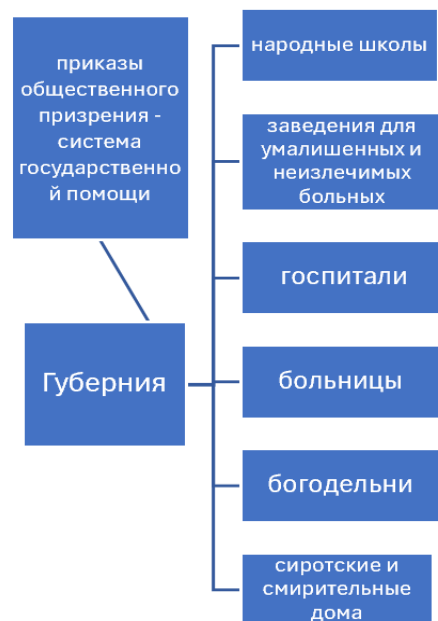 приказы
общественного
призрения -
система
государственно
й помощи
Губерния
народные школы
заведения для
умалишенных и
неизлечимых
больных
госпитали
больницы
богодельни
сиротские и
смирительные
дома